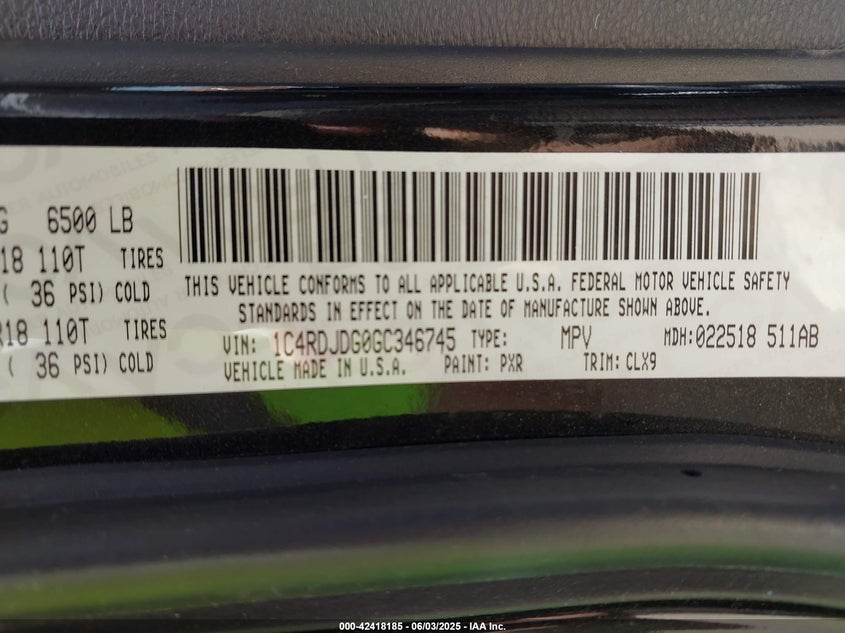 G 6500 LB
18 110T TIRES
( 36 PSI) COLD
R18 110T TIRES
( 36 PSI) COLD
THIS VEHICLE CONFORMS TO ALL APPLICABLE U.S.A. FEDERAL MOTOR VEHICLE SAFETY
STANDARDS IN EFFECT ON THE DATE OF MANUFACTURE SHOWN ABOVE.
VIN: 1C4RDJDG0GC346745 TYPE: MPV MDH:022518 511AB
VEHICLE MADE IN U.S.A. PAINT: PXR TRIM: CLX9
000-42418185 - 06/03/2025 - IAA Inc.